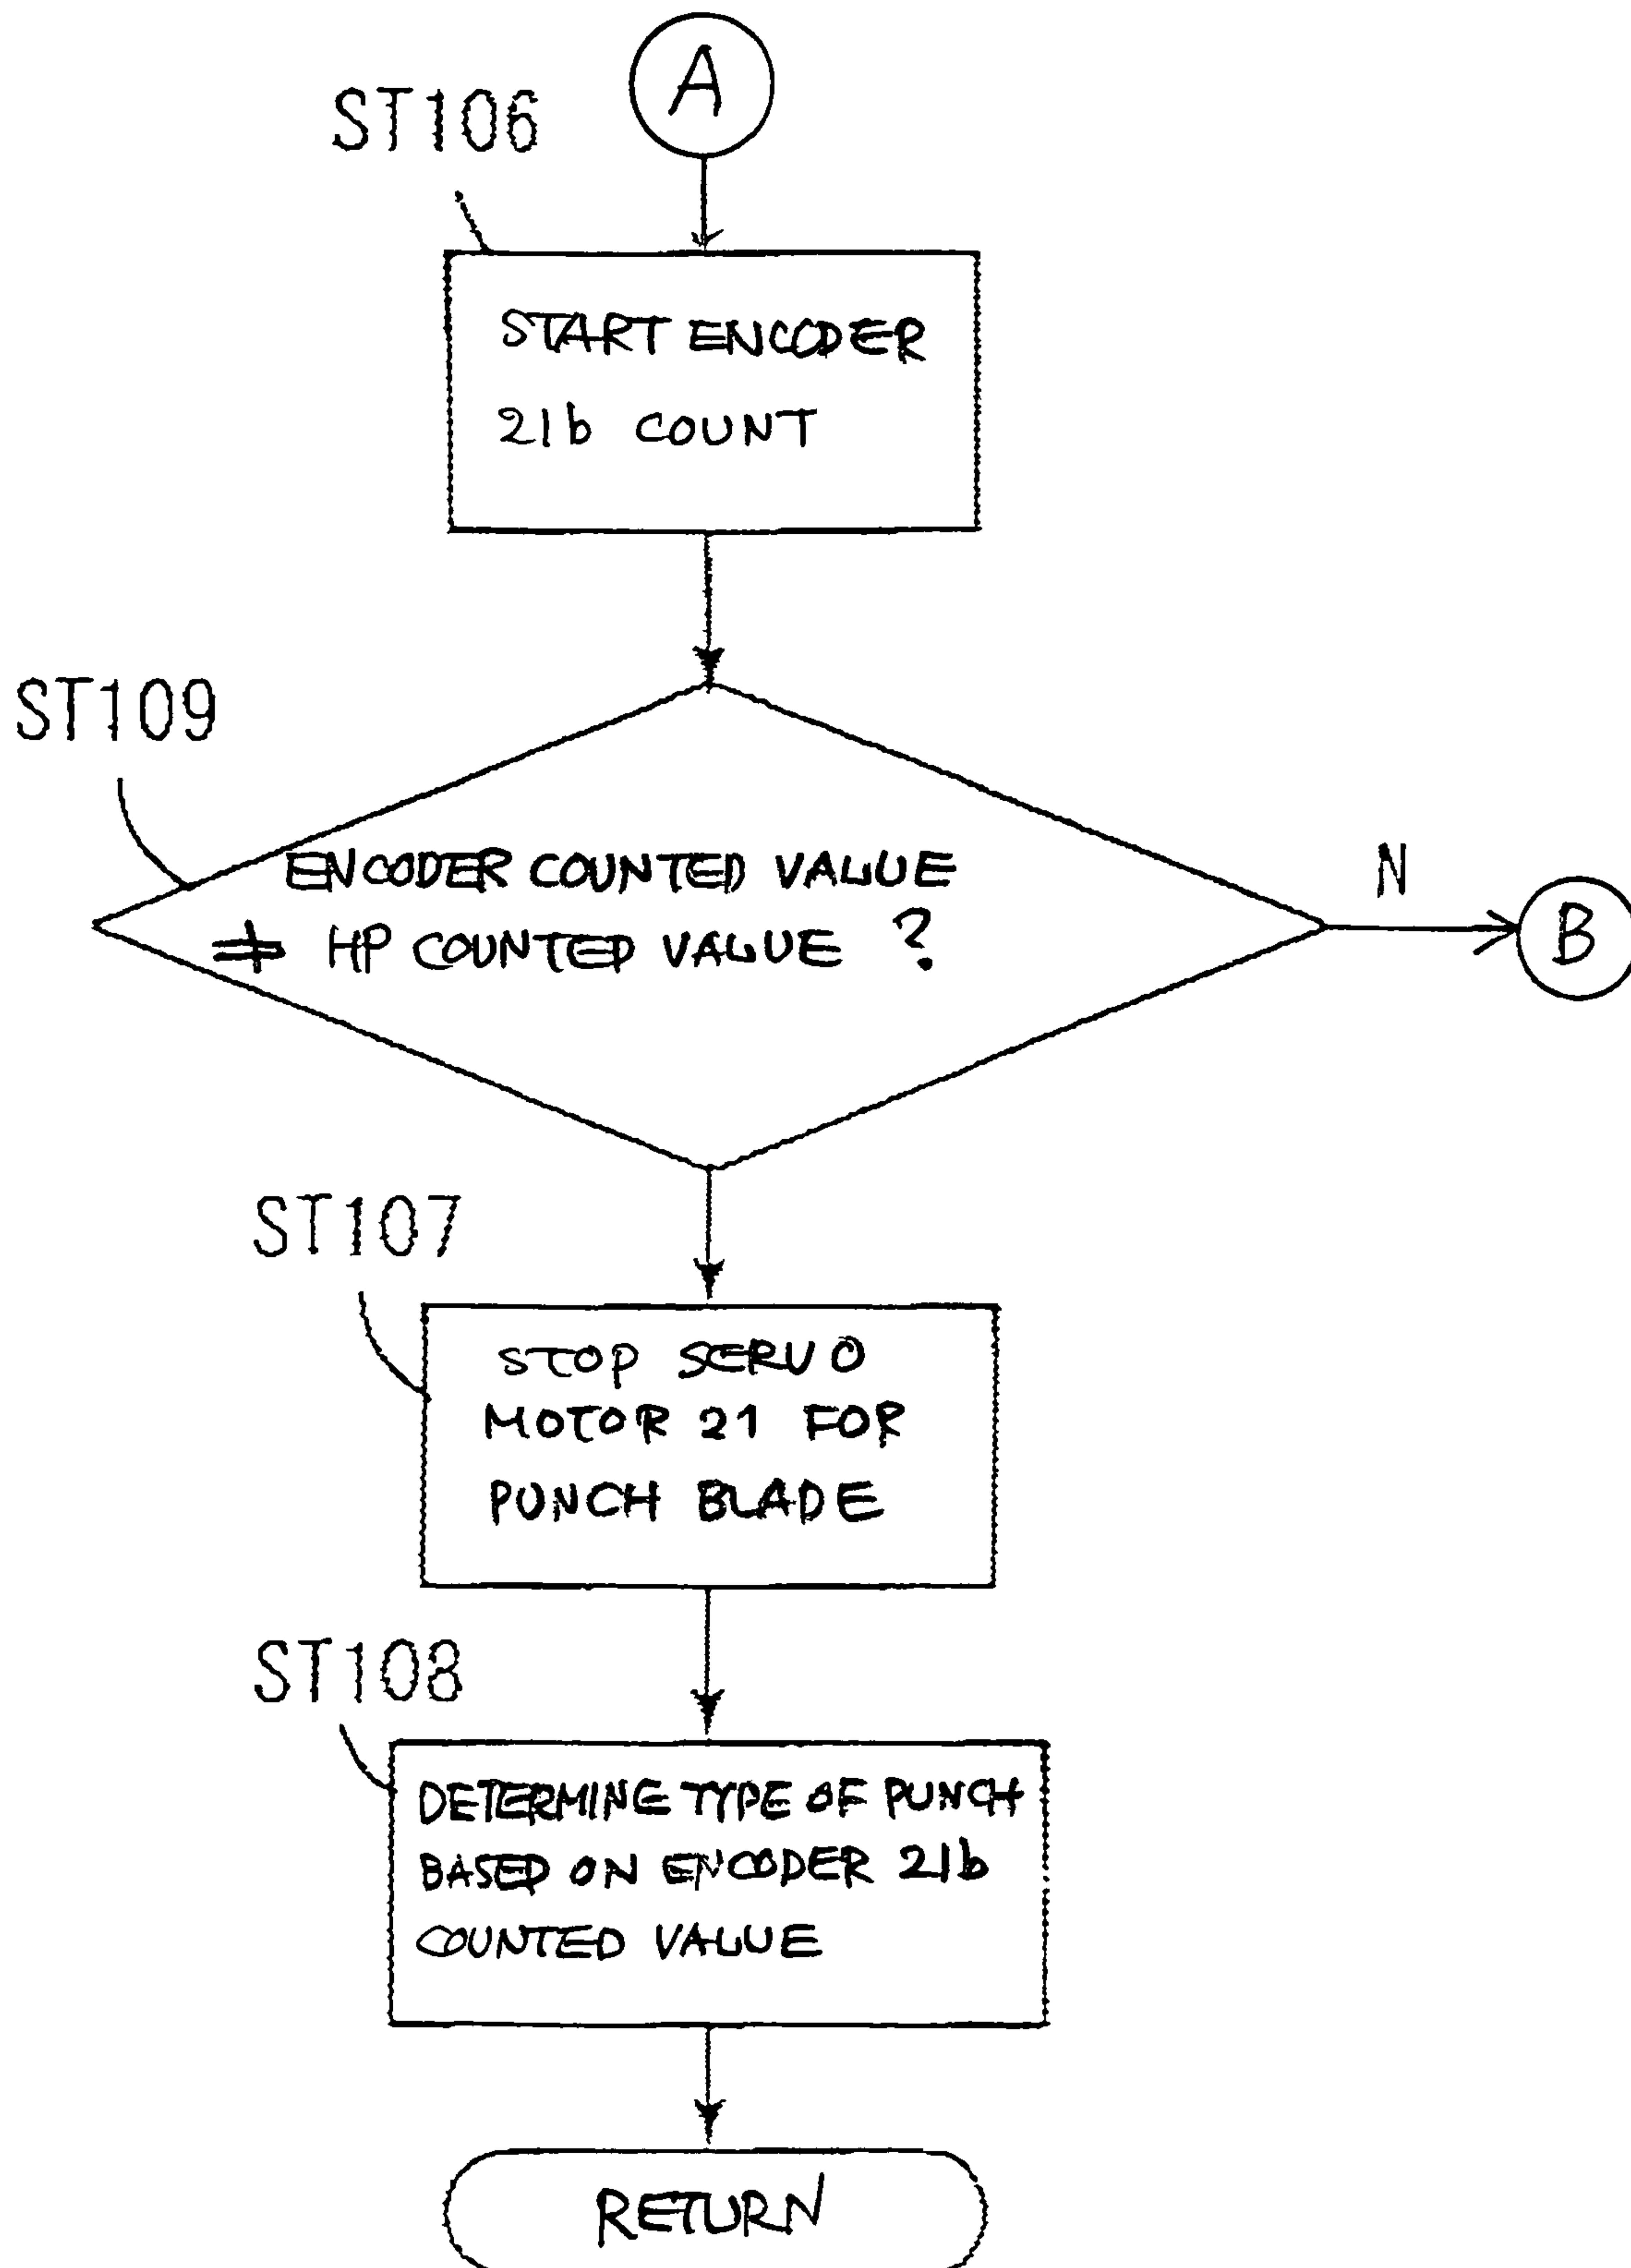 A
ST106
START ENCODER
21b COUNT
ST109
ENCODER COUNTED VALUE
≠ HP COUNTED VALUE ?
N
B
ST107
STOP SERVO
MOTOR 21 FOR
PUNCH BLADE
ST108
DETERMINE TYPE OF PUNCH
BASED ON ENCODER 21b
COUNTED VALUE
RETURN